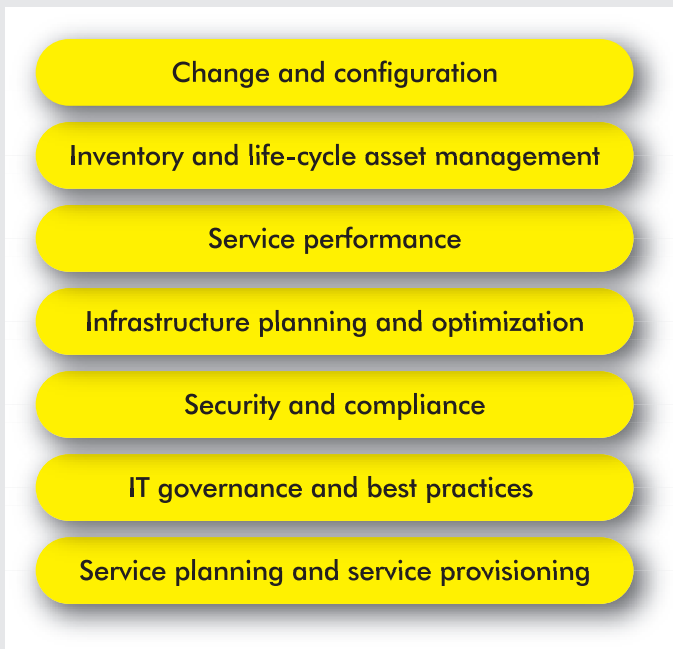 Change and configuration
Inventory and life-cycle asset management
Service performance
Infrastructure planning and optimization
Security and compliance
IT governance and best practices
Service planning and service provisioning